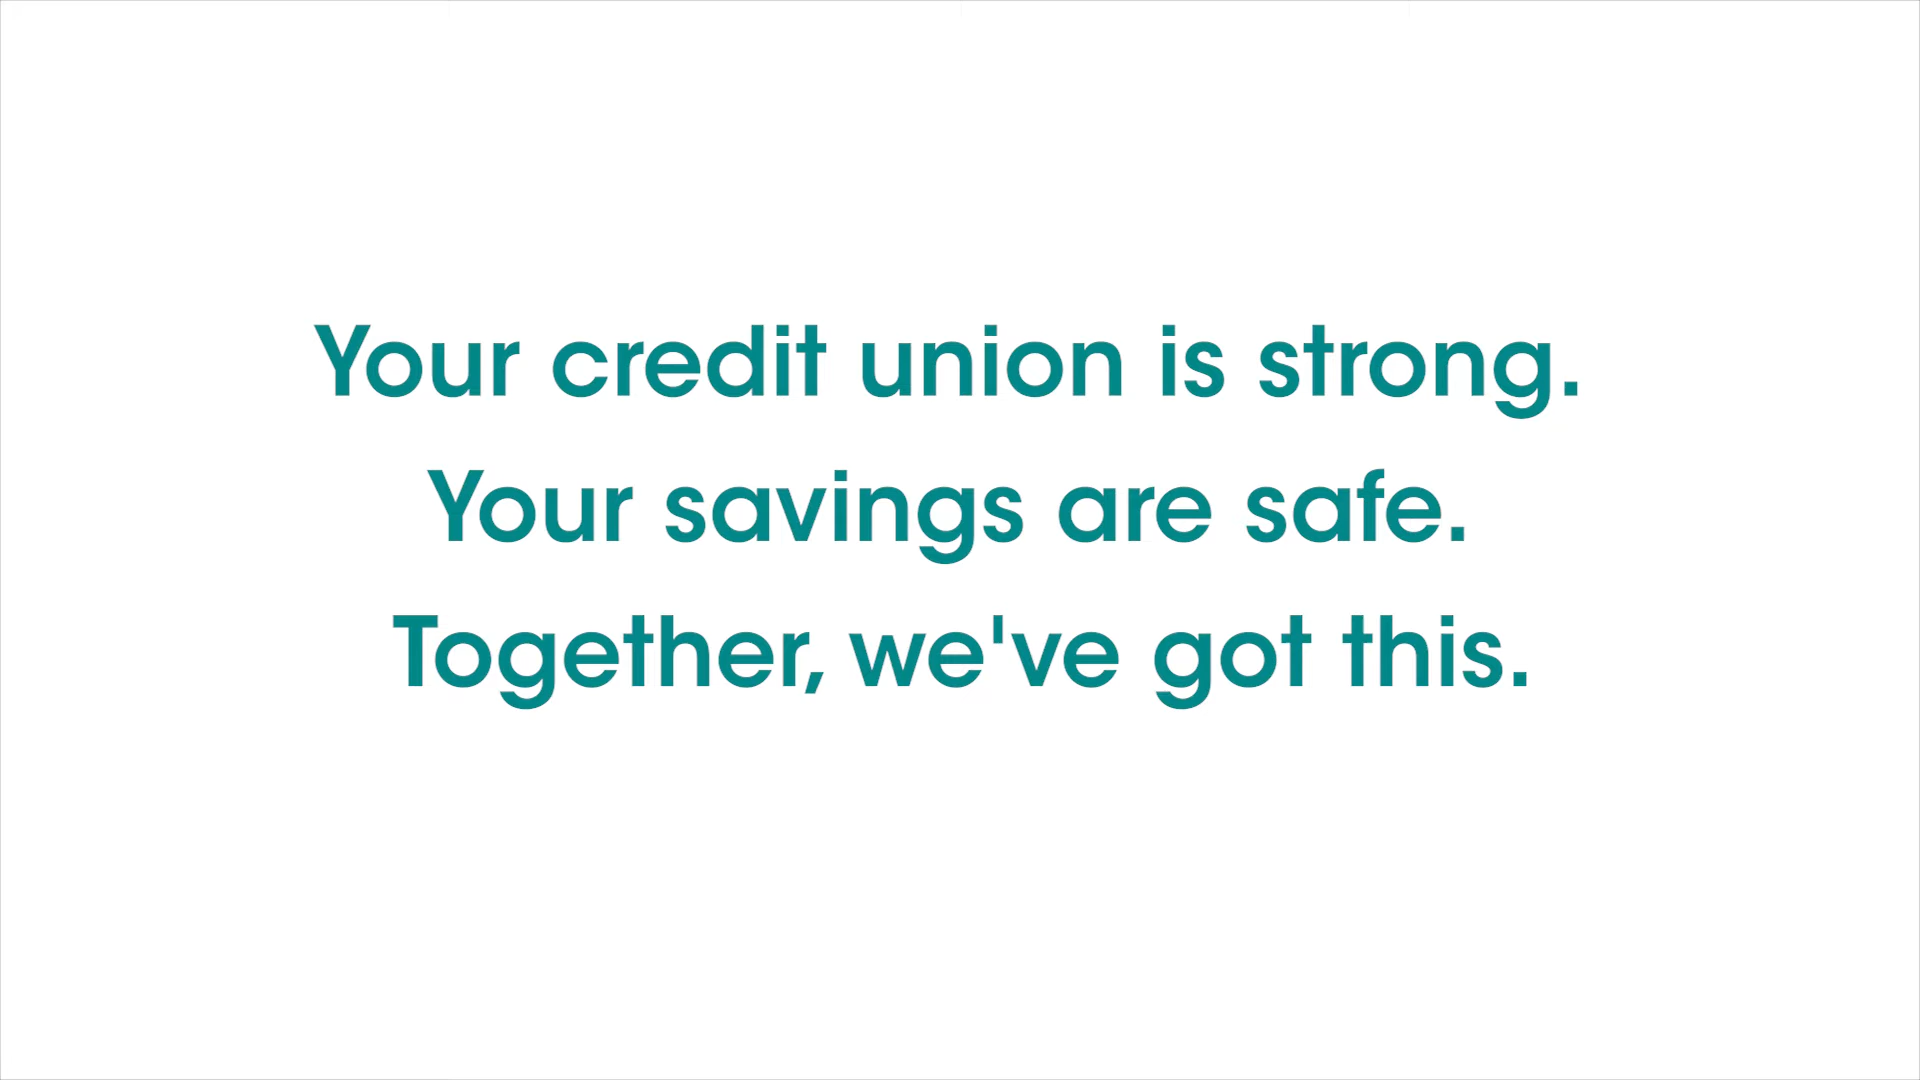 Your credit union is strong.
Your savings are safe.
Together, we've got this.